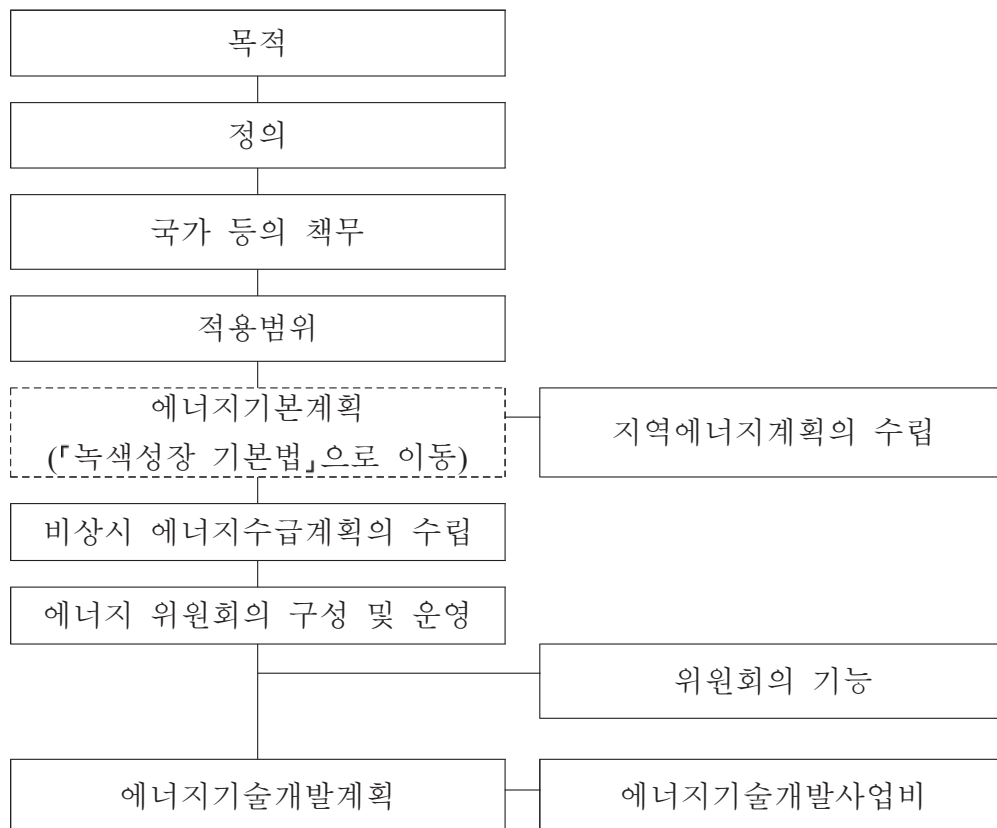 목적
정의
국가 등의 책무
적용범위
에너지기본계획
(『녹색성장 기본법』으로 이동)
지역에너지계획의 수립
비상시 에너지수급계획의 수립
에너지 위원회의 구성 및 운영
위원회의 기능
에너지기술개발계획
에너지기술개발사업비